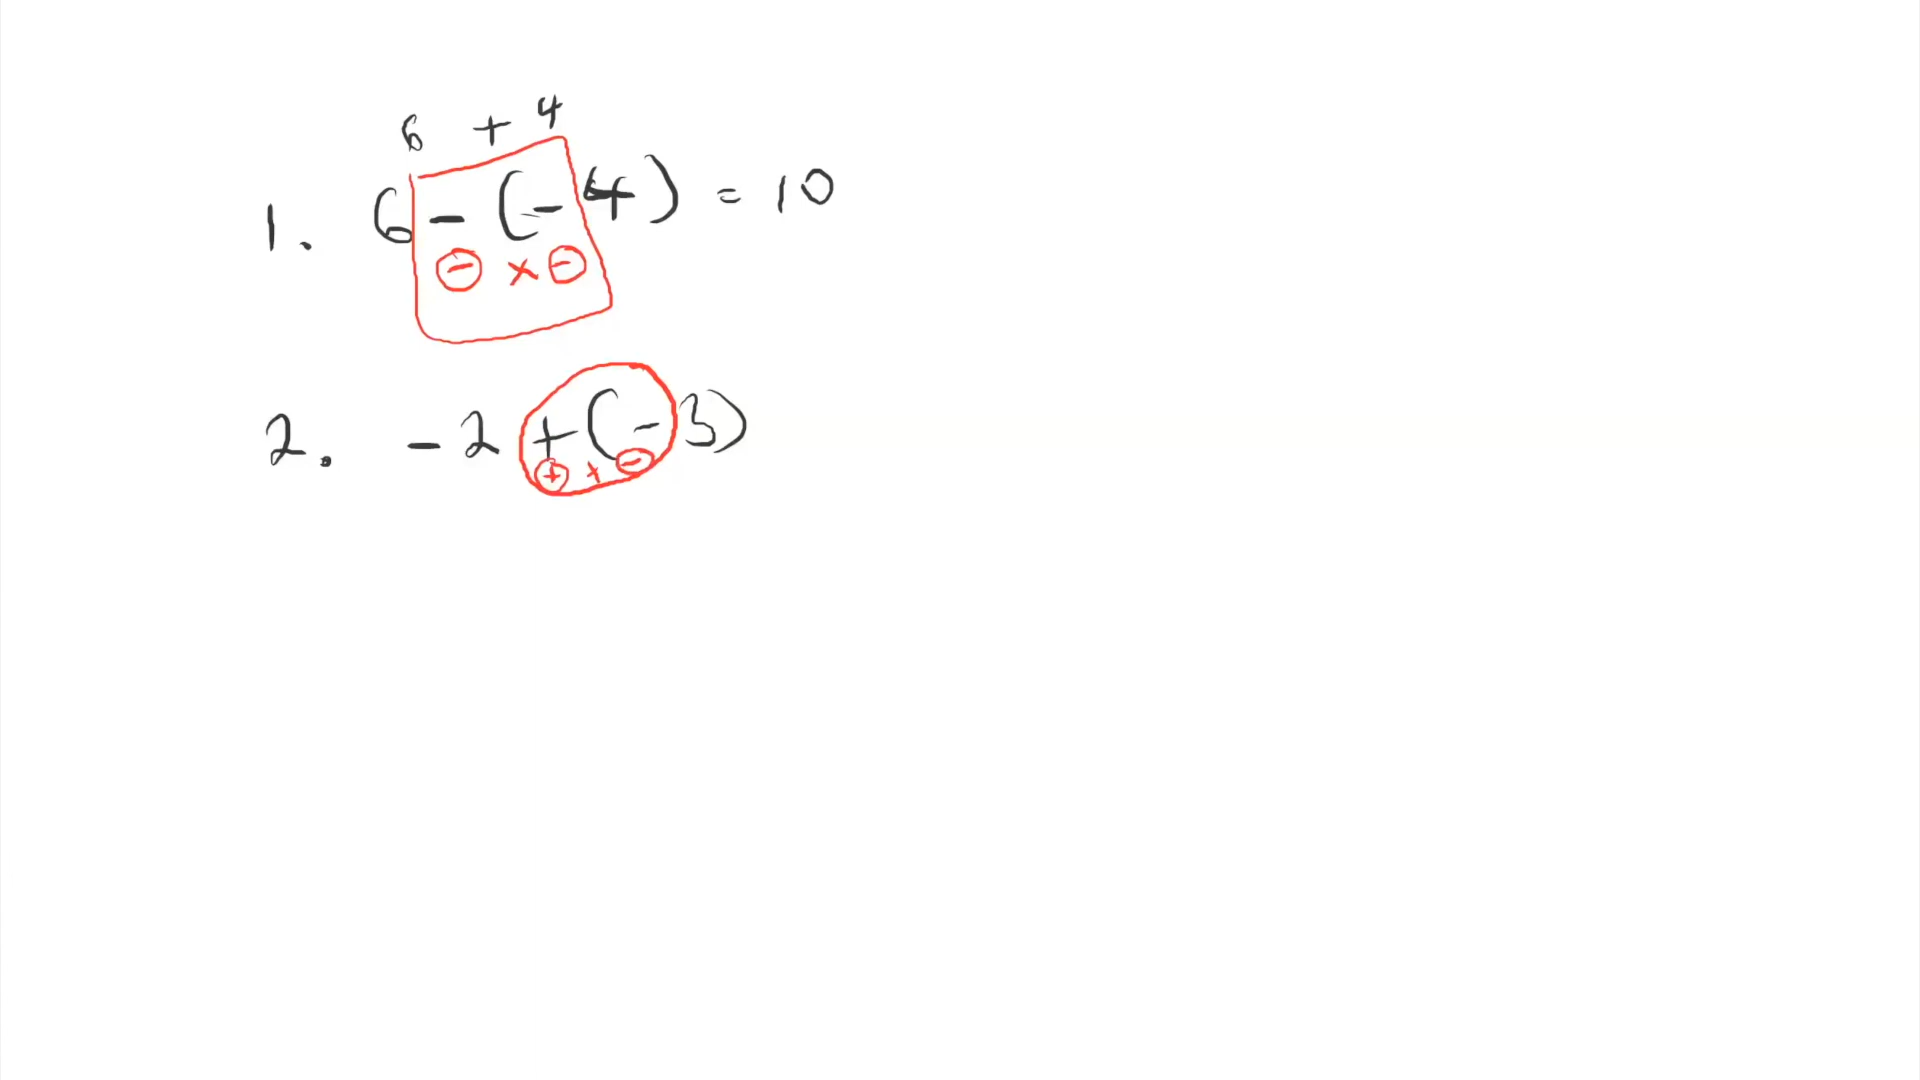 6 + 4
1. 6 - (-4) = 10
- × -
2. -2 + (-3)
+ × -